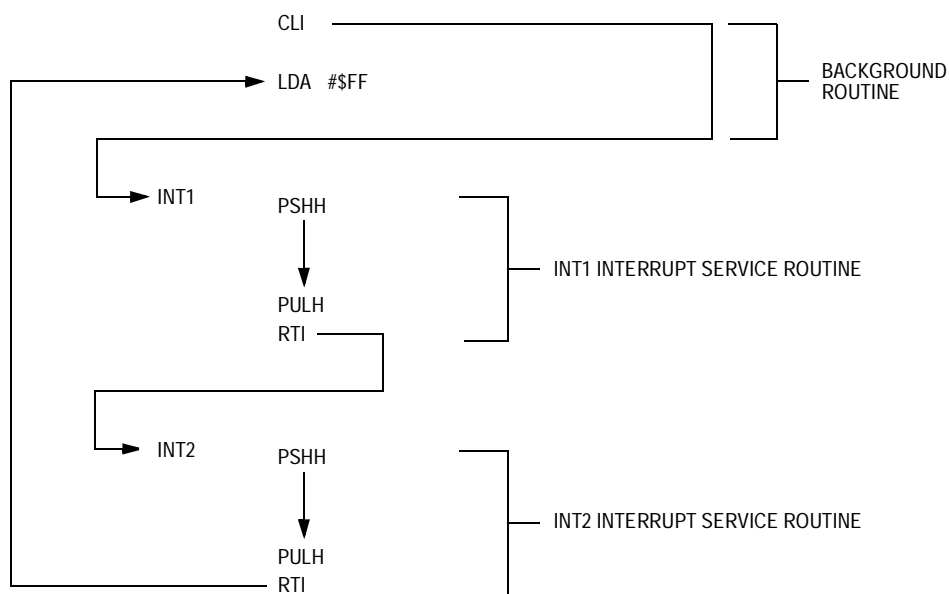 CLI
LDA #$FF
BACKGROUND
ROUTINE
INT1
PSHH
INT1 INTERRUPT SERVICE ROUTINE
PULH
RTI
INT2
PSHH
INT2 INTERRUPT SERVICE ROUTINE
PULH
RTI